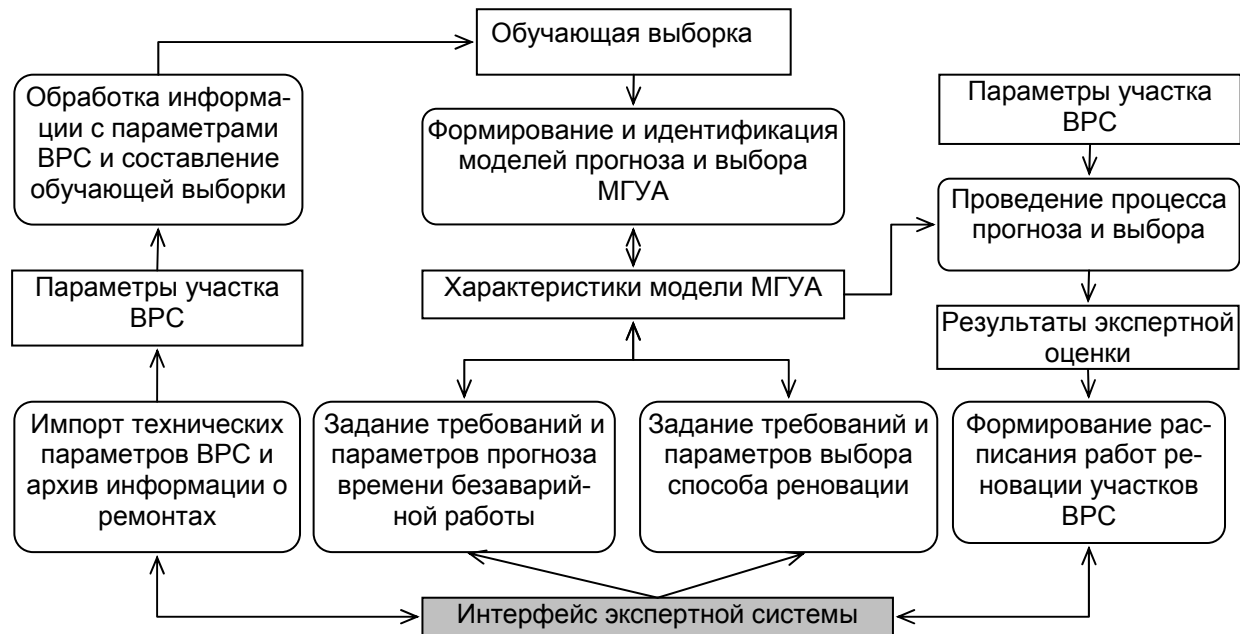 Обучающая выборка
Обработка информа-
ции с параметрами
ВРС и составление
обучающей выборки
Формирование и идентификация
моделей прогноза и выбора
МГУА
Параметры участка
ВРС
Проведение процесса
прогноза и выбора
Параметры участка
ВРС
Характеристики модели МГУА
Результаты экспертной
оценки
Импорт технических
параметров ВРС и
архив информации о
ремонтах
Задание требований и
параметров прогноза
времени безаварий-
ной работы
Задание требований и
параметров выбора
способа реновации
Формирование рас-
писания работ ре-
новации участков
ВРС
Интерфейс экспертной системы